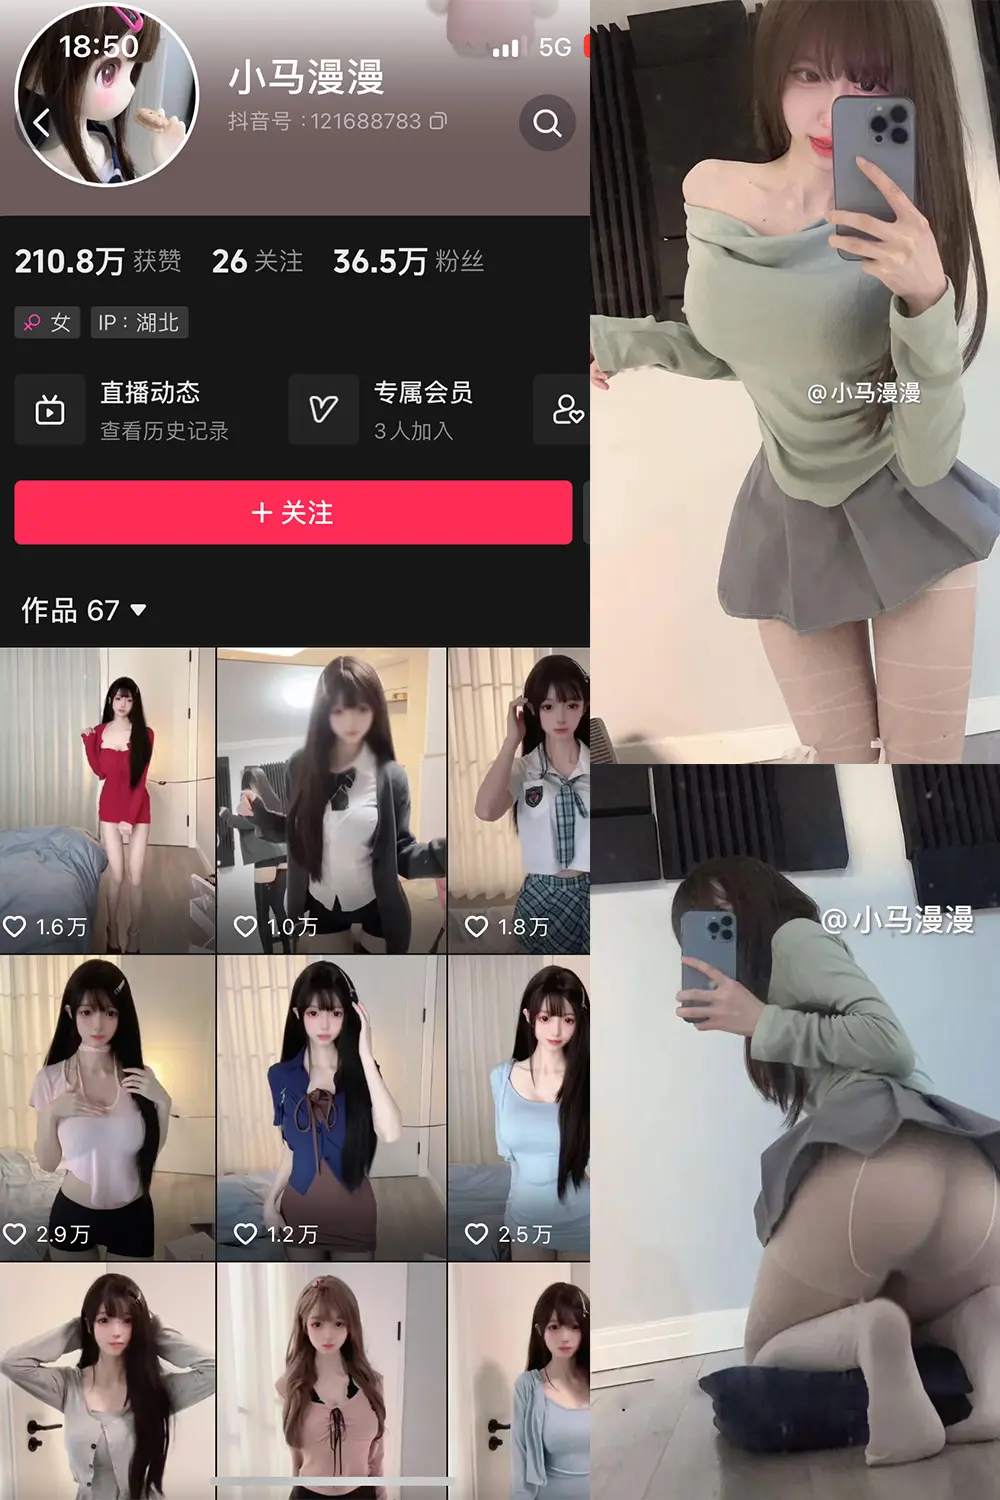 18:50
5G
小马漫漫
抖音号：121688783
210.8万 获赞 26 关注 36.5万 粉丝
女 IP：湖北
直播动态
查看历史记录
专属会员
3人加入
＋关注
作品 67
1.6万
1.0万
1.8万
2.9万
1.2万
2.5万
@小马漫漫
@小马漫漫